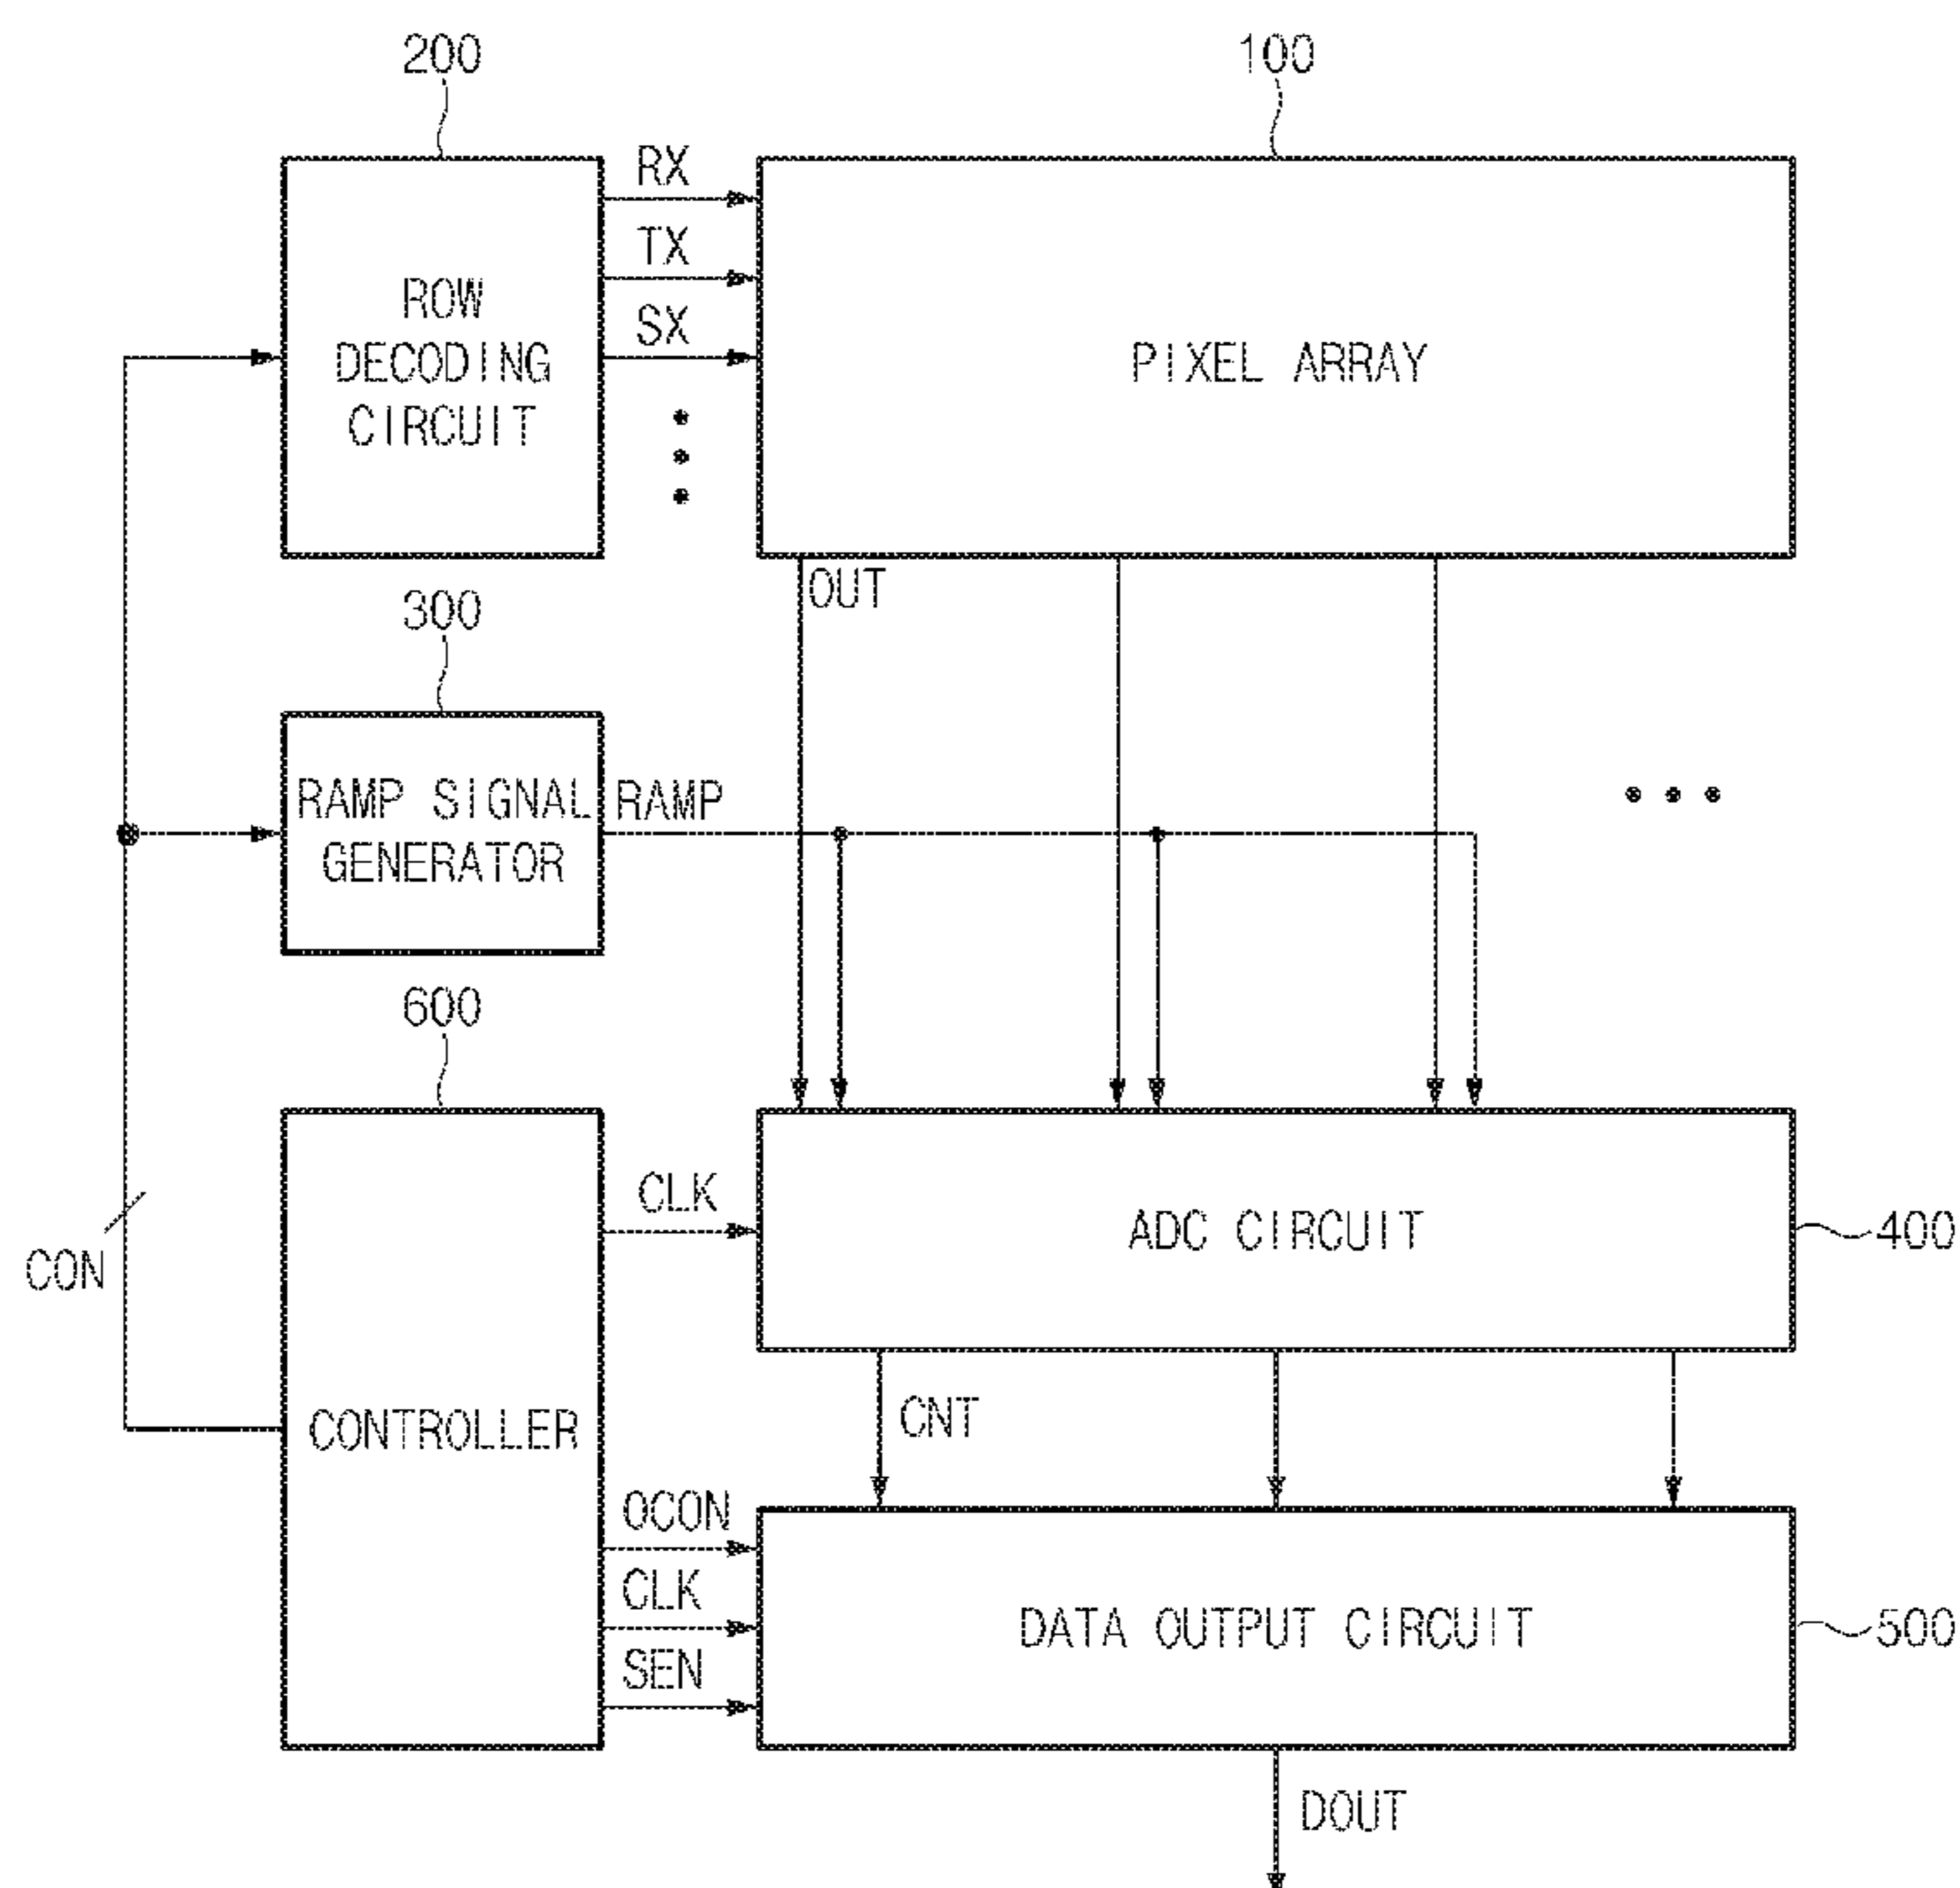 200
100
RX
TX
SX
ROW
DECODING
CIRCUIT
PIXEL ARRAY
OUT
300
RAMP SIGNAL
GENERATOR
RAMP
600
CLK
ADC CIRCUIT
400
CON
CONTROLLER
CNT
OCON
CLK
SEN
DATA OUTPUT CIRCUIT
500
DOUT